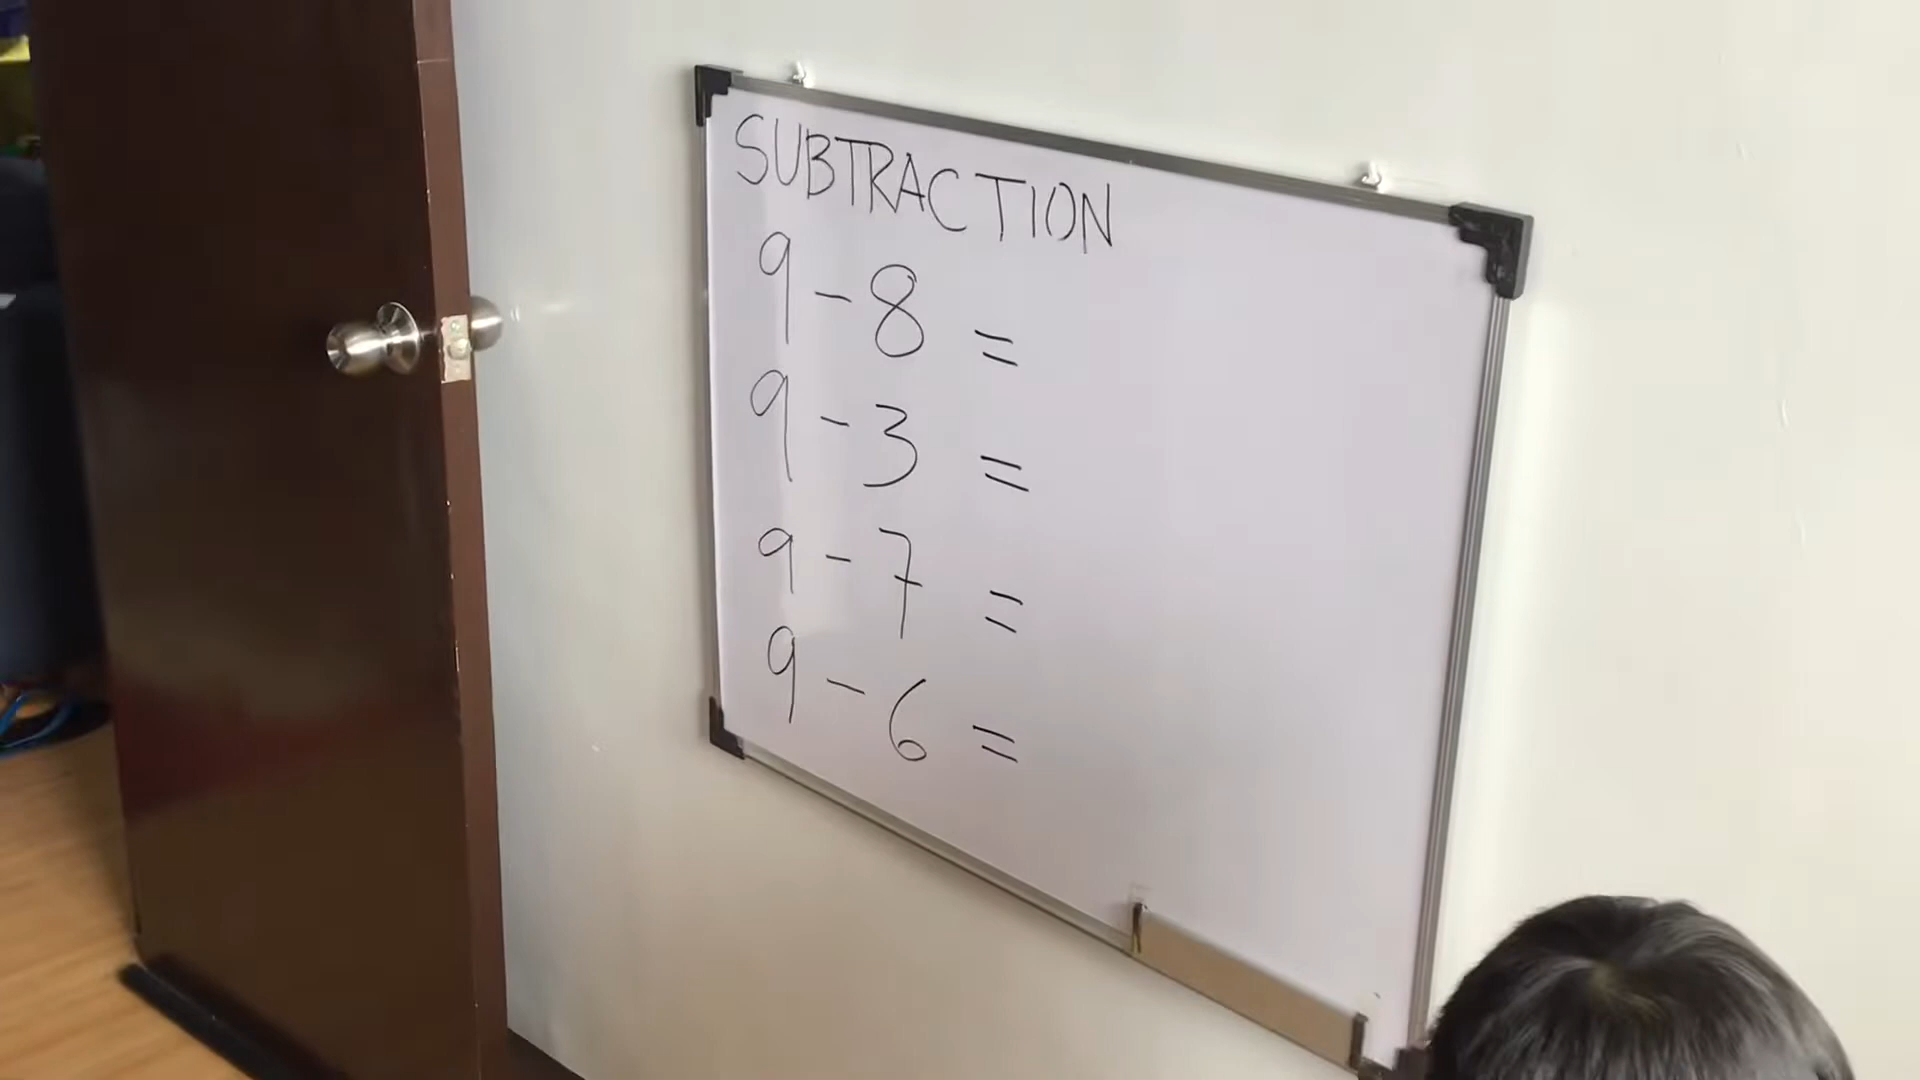 SUBTRACTION
9 - 8 =
9 - 3 =
9 - 7 =
9 - 6 =